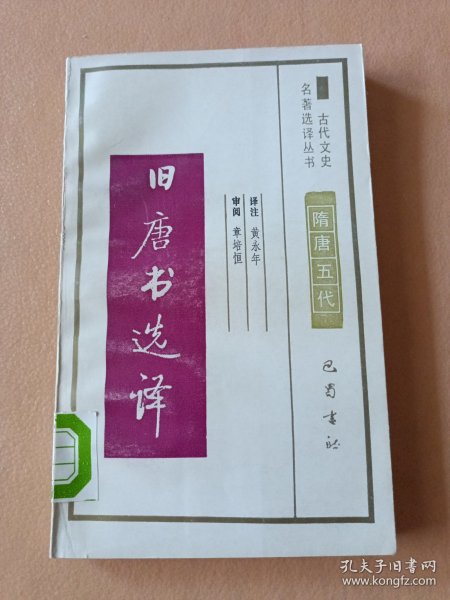 古代文史
名著选译丛书
隋唐五代
译注 黄永年
审阅 章培恒
旧唐书选译
巴蜀书社
孔夫子旧书网
www.kongfz.com